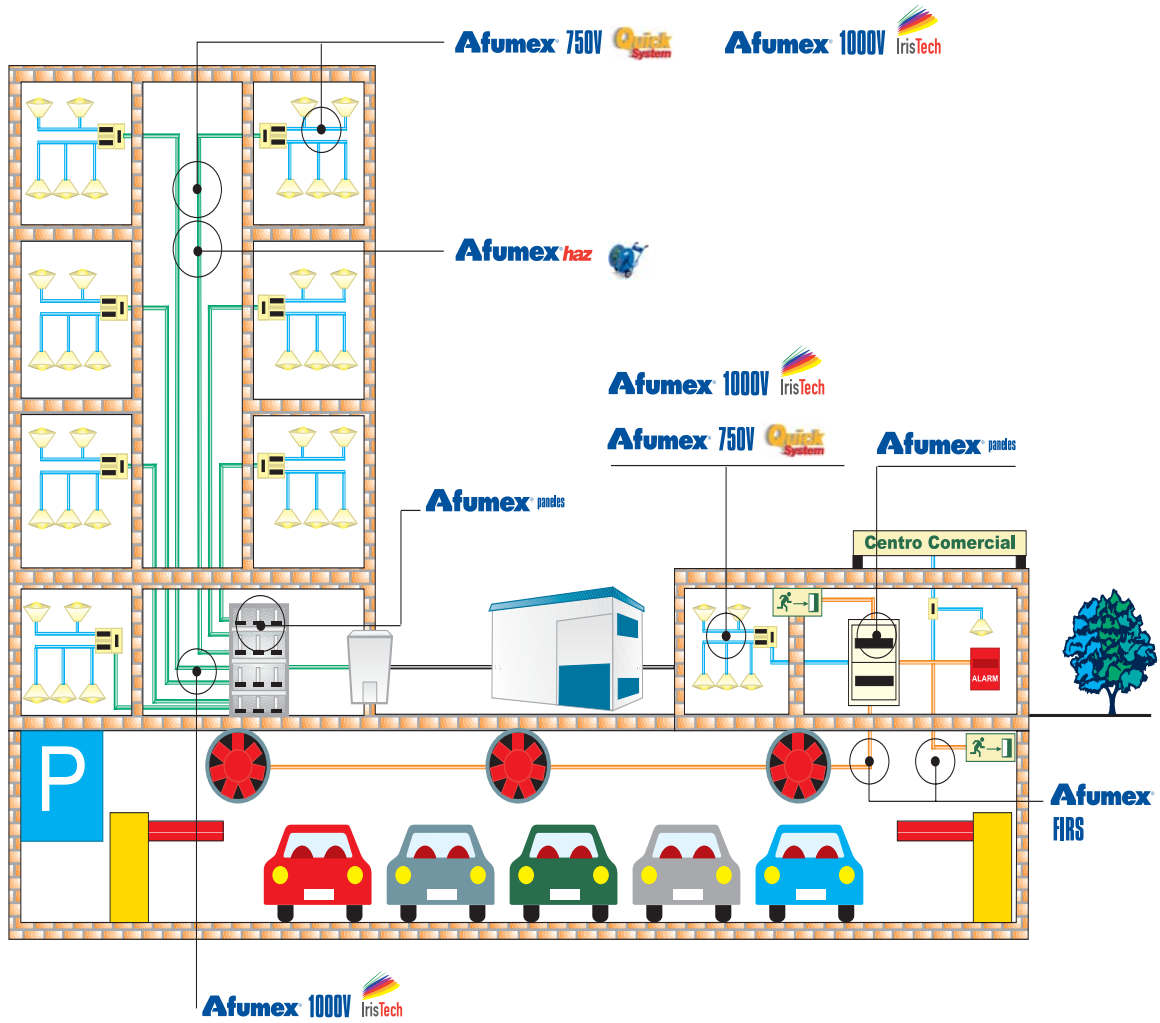 Afumex® 750V Quick System
Afumex® 1000V IrisTech
Afumex® haz
Afumex® 1000V IrisTech
Afumex® 750V Quick System
Afumex® paneles
Afumex® paneles
Centro Comercial
ALARM
P
Afumex®
FIRS
Afumex® 1000V IrisTech